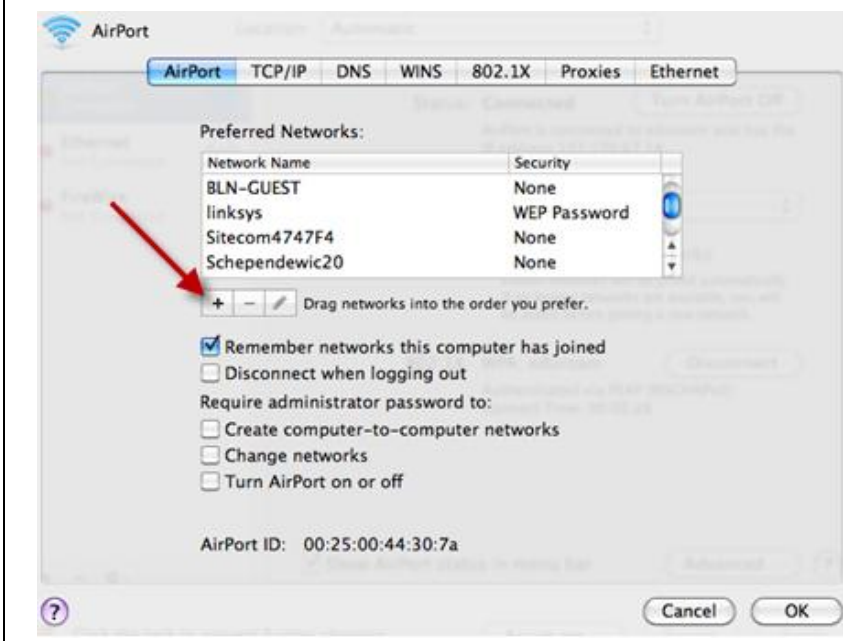 AirPort
AirPort TCP/IP DNS WINS 802.1X Proxies Ethernet
Preferred Networks:
Network Name Security
BLN-GUEST None
linksys WEP Password
Sitecom4747F4 None
Schependewic20 None
+ − Drag networks into the order you prefer.
Remember networks this computer has joined
Disconnect when logging out
Require administrator password to:
Create computer-to-computer networks
Change networks
Turn AirPort on or off
AirPort ID: 00:25:00:44:30:7a
? Cancel OK